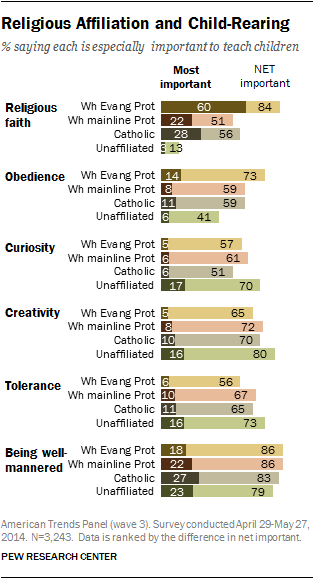 Religious Affiliation and Child-Rearing
% saying each is especially important to teach children
Most important
NET important
Religious faith
Wh Evang Prot 60 84
Wh mainline Prot 22 51
Catholic 28 56
Unaffiliated 3 13
Obedience
Wh Evang Prot 14 73
Wh mainline Prot 8 59
Catholic 11 59
Unaffiliated 6 41
Curiosity
Wh Evang Prot 5 57
Wh mainline Prot 6 61
Catholic 6 51
Unaffiliated 17 70
Creativity
Wh Evang Prot 5 65
Wh mainline Prot 8 72
Catholic 10 70
Unaffiliated 16 80
Tolerance
Wh Evang Prot 6 56
Wh mainline Prot 10 67
Catholic 11 65
Unaffiliated 16 73
Being well-mannered
Wh Evang Prot 18 86
Wh mainline Prot 22 86
Catholic 27 83
Unaffiliated 23 79
American Trends Panel (wave 3). Survey conducted April 29-May 27,
2014. N=3,243. Data is ranked by the difference in net important.
PEW RESEARCH CENTER